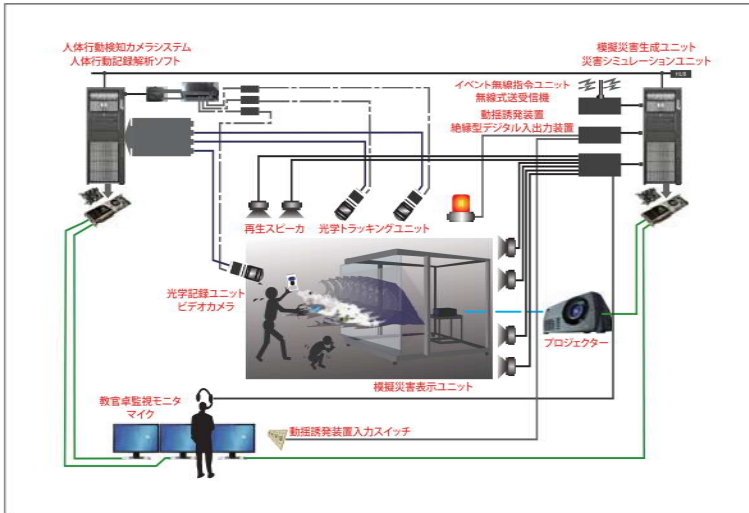 人体行動検知カメラシステム
人体行動記録解析ソフト
模擬災害生成ユニット
災害シミュレーションユニット
HUB
イベント無線指令ユニット
無線式送受信機
動揺誘発装置
絶縁型デジタル入出力装置
再生スピーカ
光学トラッキングユニット
光学記録ユニット
ビデオカメラ
プロジェクター
模擬災害表示ユニット
教官卓監視モニタ
マイク
動揺誘発装置入力スイッチ